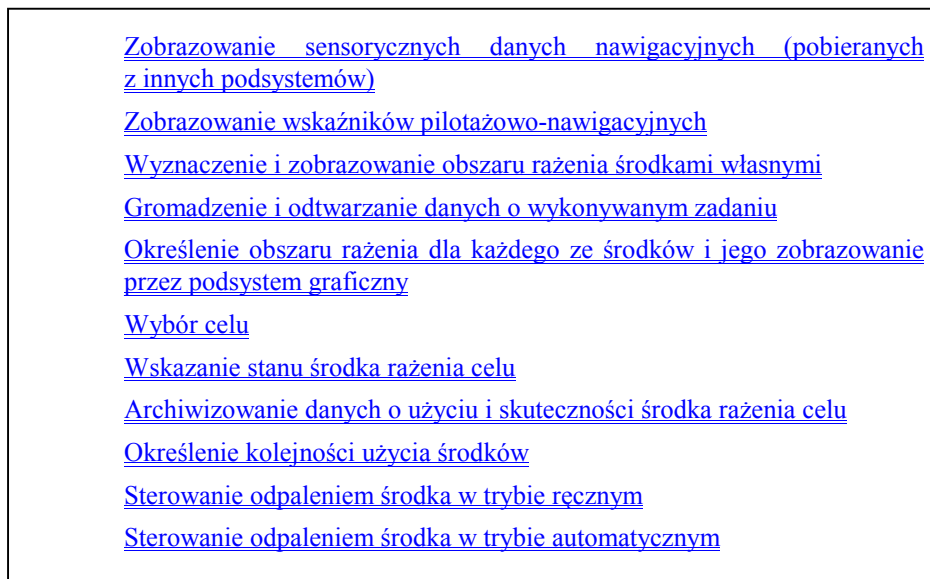 Zobrazowanie sensorycznych danych nawigacyjnych (pobieranych
z innych podsystemów)
Zobrazowanie wskaźników pilotażowo-nawigacyjnych
Wyznaczenie i zobrazowanie obszaru rażenia środkami własnymi
Gromadzenie i odtwarzanie danych o wykonywanym zadaniu
Określenie obszaru rażenia dla każdego ze środków i jego zobrazowanie
przez podsystem graficzny
Wybór celu
Wskazanie stanu środka rażenia celu
Archiwizowanie danych o użyciu i skuteczności środka rażenia celu
Określenie kolejności użycia środków
Sterowanie odpaleniem środka w trybie ręcznym
Sterowanie odpaleniem środka w trybie automatycznym